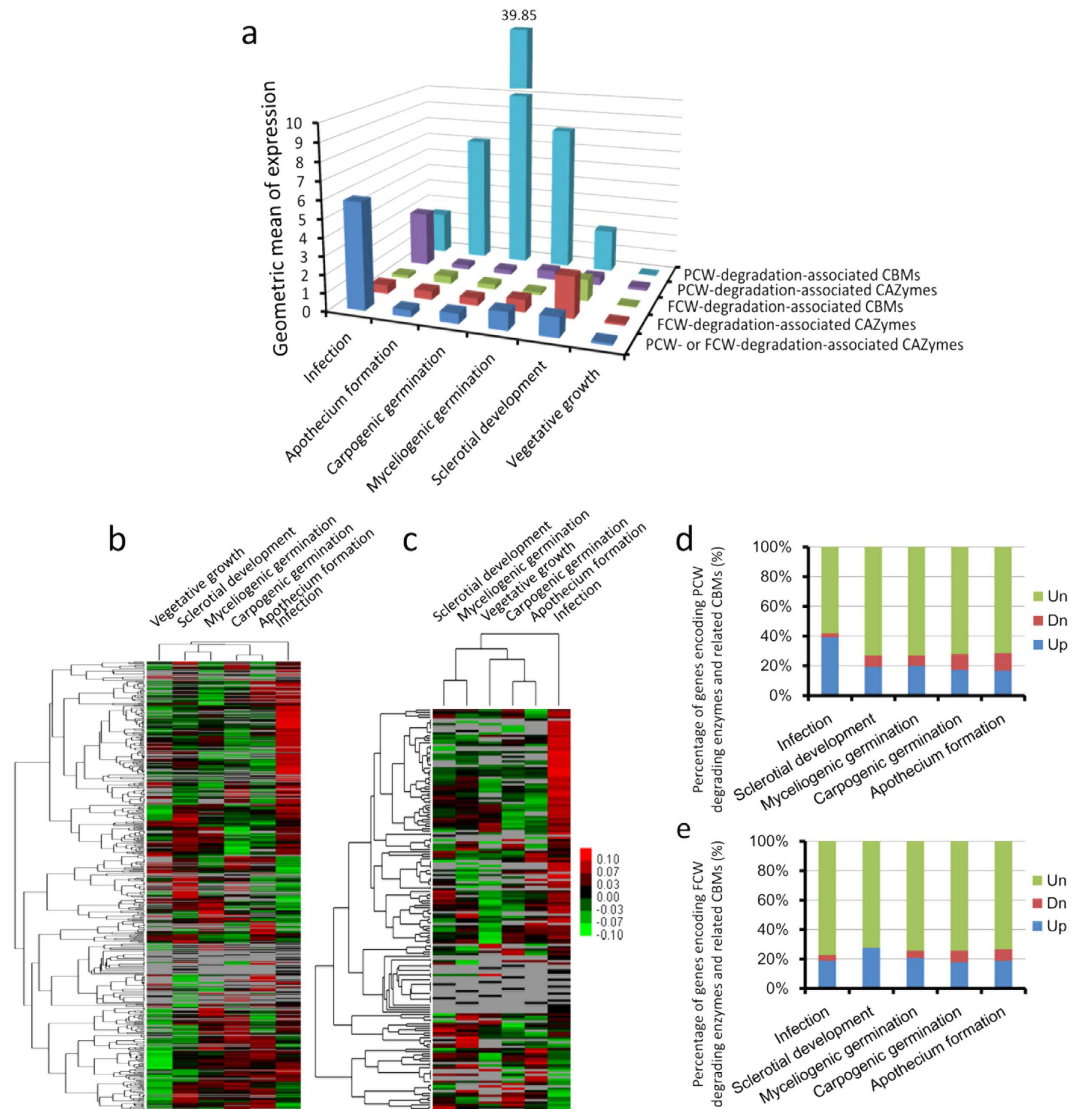 a
39.85
Geometric mean of expression
10
9
8
7
6
5
4
3
2
1
0
Infection
Apothecium formation
Carpogenic germination
Myceliogenic germination
Sclerotial development
Vegetative growth
PCW-degradation-associated CBMs
PCW-degradation-associated CAZymes
FCW-degradation-associated CBMs
FCW-degradation-associated CAZymes
PCW- or FCW-degradation-associated CAZymes
b
Vegetative growth
Sclerotial development
Myceliogenic germination
Carpogenic germination
Apothecium formation
Infection
c
Sclerotial development
Myceliogenic germination
Vegetative growth
Carpogenic germination
Apothecium formation
Infection
0.10
0.07
0.03
0.00
-0.03
-0.07
-0.10
d
Percentage of genes encoding PCW
degrading enzymes and related CBMs (%)
100%
80%
60%
40%
20%
0%
Infection
Sclerotial development
Myceliogenic germination
Carpogenic germination
Apothecium formation
Un
Dn
Up
e
Percentage of genes encoding FCW
degrading enzymes and related CBMs (%)
100%
80%
60%
40%
20%
0%
Infection
Sclerotial development
Myceliogenic germination
Carpogenic germination
Apothecium formation
Un
Dn
Up